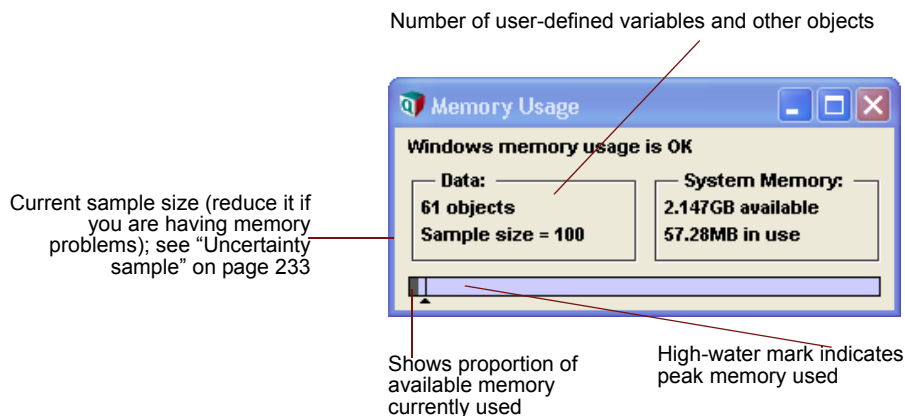 Number of user-defined variables and other objects
Memory Usage
Windows memory usage is OK
Data:
61 objects
Sample size = 100
System Memory:
2.147GB available
57.28MB in use
Current sample size (reduce it if
you are having memory
problems); see “Uncertainty
sample” on page 233
Shows proportion of
available memory
currently used
High-water mark indicates
peak memory used